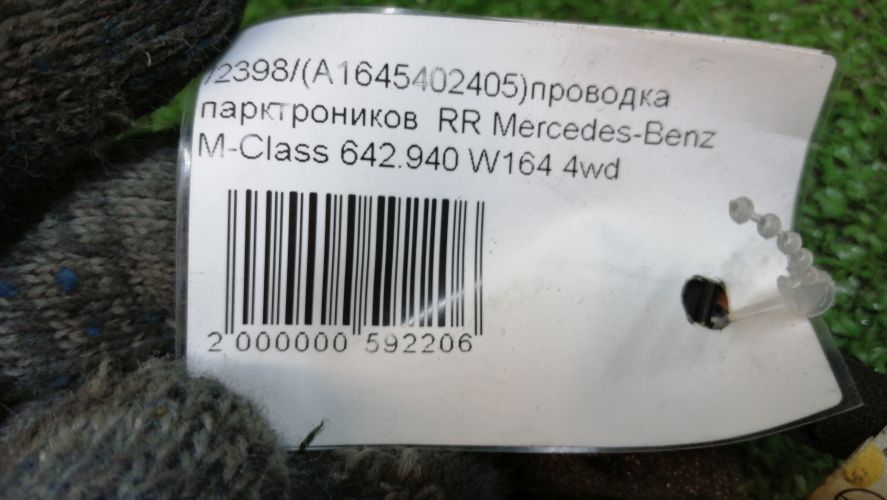 72398/(A1645402405)проводка
парктроников RR Mercedes-Benz
M-Class 642.940 W164 4wd
2 000000 592206